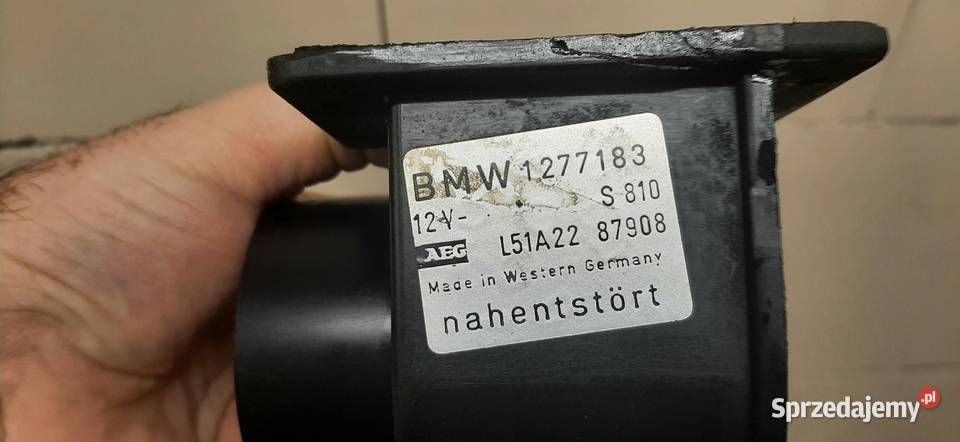 BMW 1277183
S 810
12V-
AEG L51A22 87908
Made in Western Germany
nahentstört
Sprzedajemy.pl